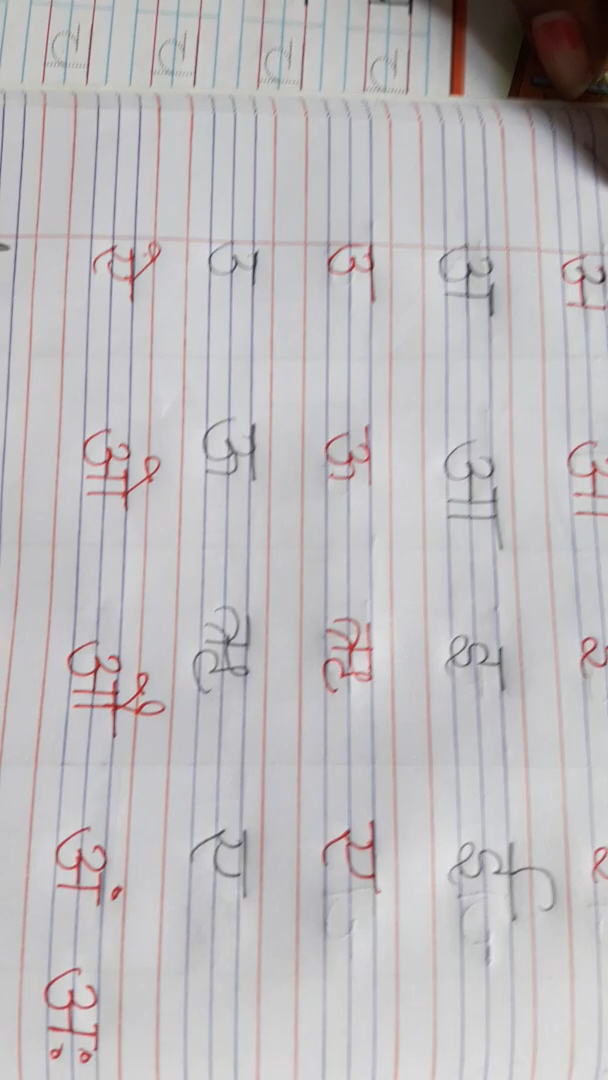 अ आ
अ आ इ ई
उ ऊ ऋ ए
उ ऊ ऋ ए
ऐ ओ औ अं अः